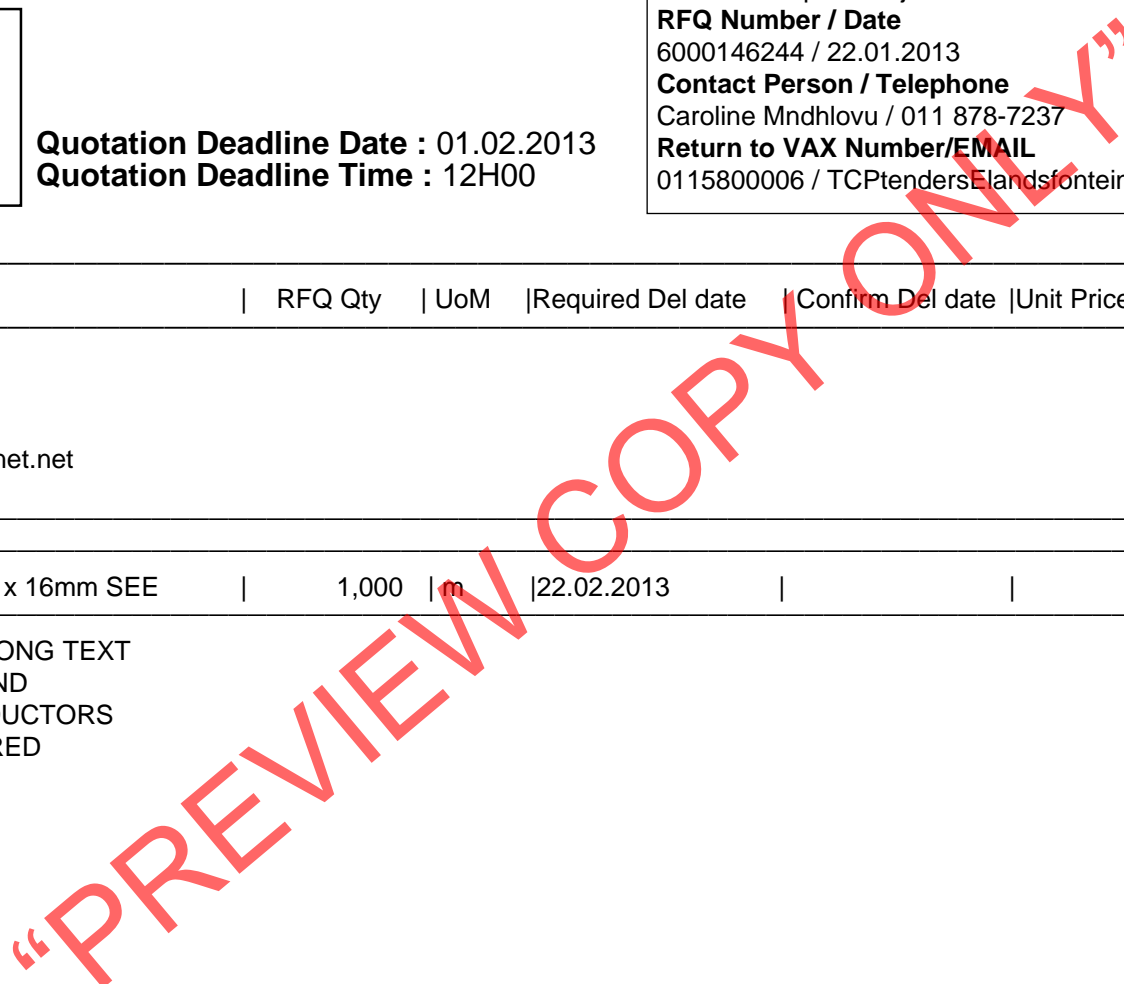 RFQ Number / Date
6000146244 / 22.01.2013
Contact Person / Telephone
Caroline Mndhlovu / 011 878-7237
Quotation Deadline Date : 01.02.2013
Return to VAX Number/EMAIL
Quotation Deadline Time : 12H00
0115800006 / TCPtendersElandsfontein
| RFQ Qty | UoM |Required Del date | Confirm Del date |Unit Price
net.net
x 16mm SEE | 1,000 | m |22.02.2013 | |
ONG TEXT
ND
DUCTORS
RED
“PREVIEW COPY ONLY”